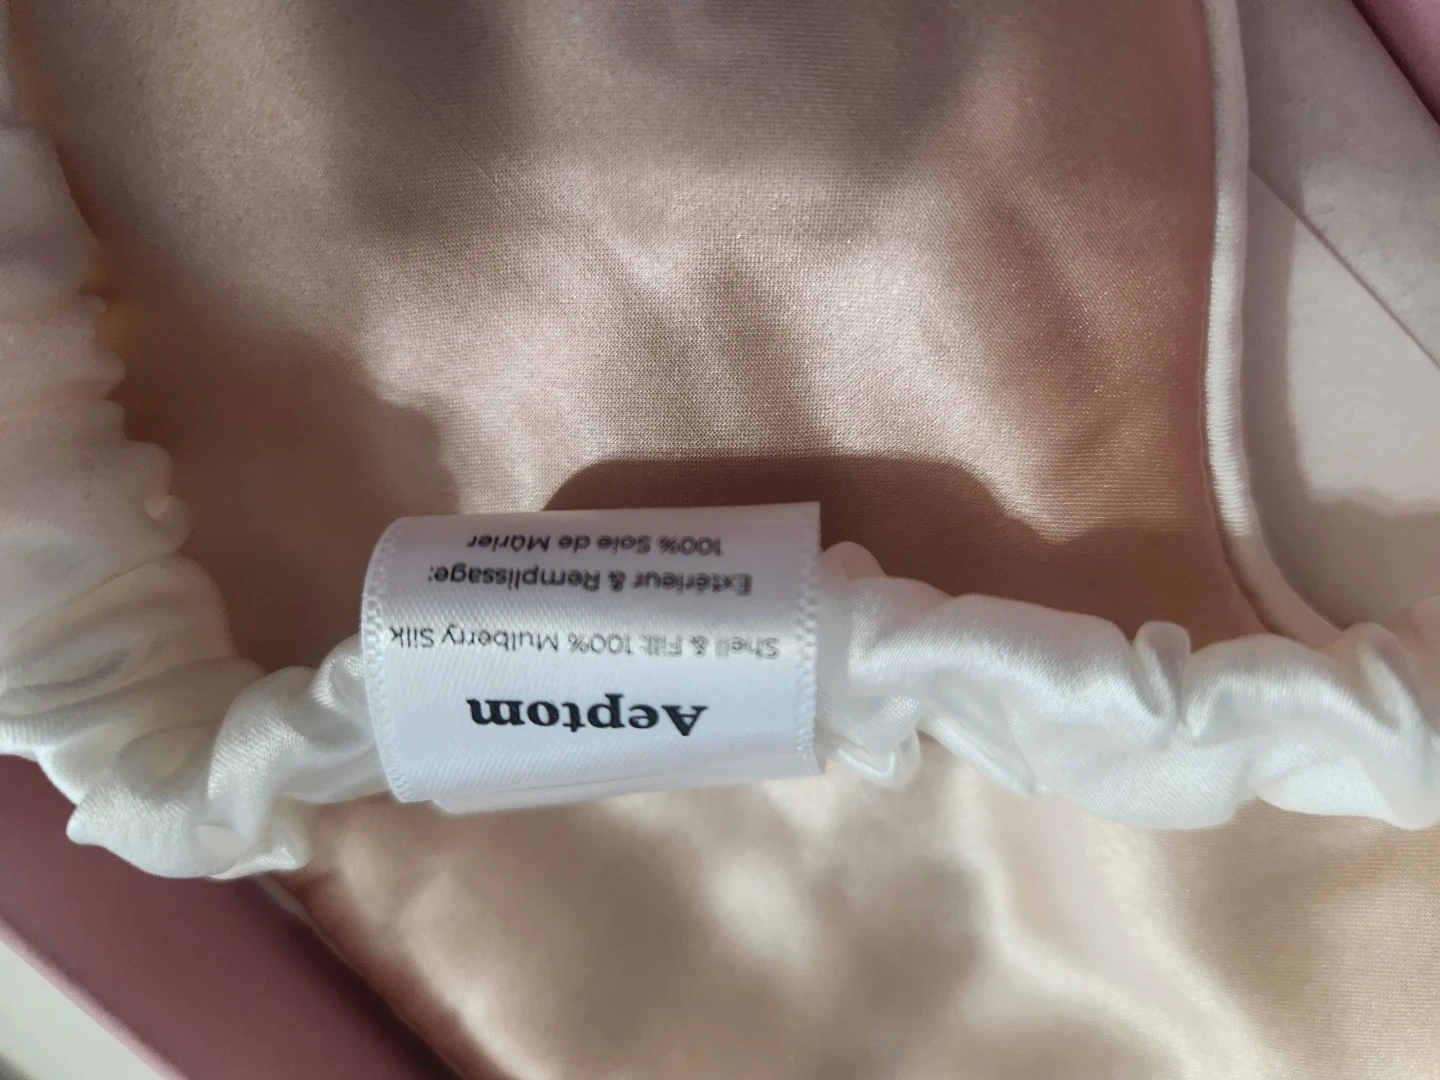 Aeptom
Shell & Fill: 100% Mulberry Silk
Extérieur & Remplissage:
100% Soie de Mûrier